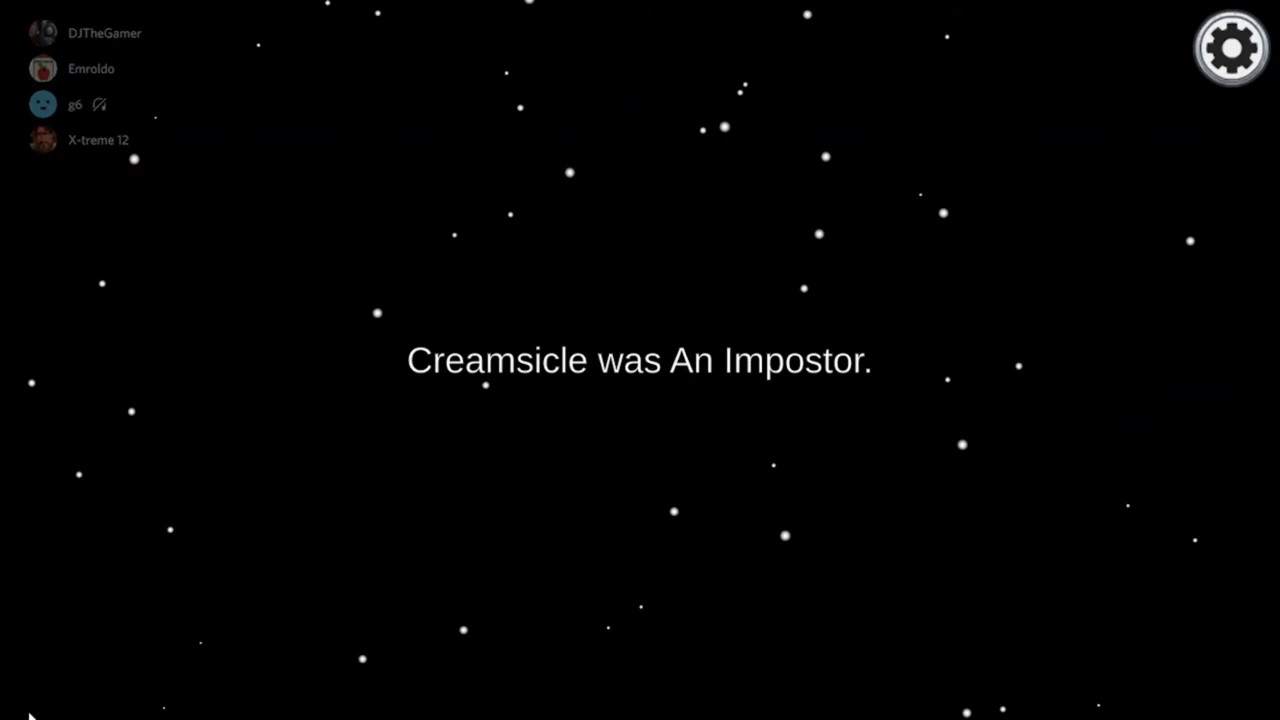 DJTheGamer
Emroldo
g6
X-treme 12
Creamsicle was An Impostor.